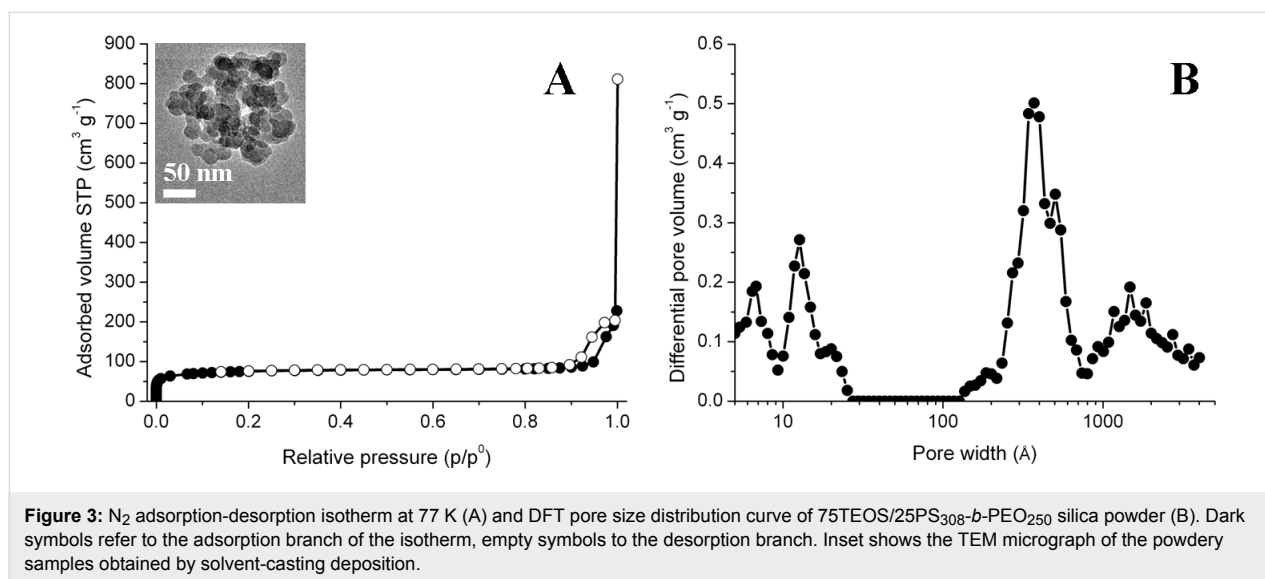 900
800
700
600
500
400
300
200
100
0
Adsorbed volume STP (cm³ g⁻¹)
50 nm
A
0.0 0.2 0.4 0.6 0.8 1.0
Relative pressure (p/p⁰)
0.6
0.5
0.4
0.3
0.2
0.1
0.0
Differential pore volume (cm³ g⁻¹)
B
10 100 1000
Pore width (Å)
Figure 3: N₂ adsorption-desorption isotherm at 77 K (A) and DFT pore size distribution curve of 75TEOS/25PS₃₀₈-b-PEO₂₅₀ silica powder (B). Dark
symbols refer to the adsorption branch of the isotherm, empty symbols to the desorption branch. Inset shows the TEM micrograph of the powdery
samples obtained by solvent-casting deposition.